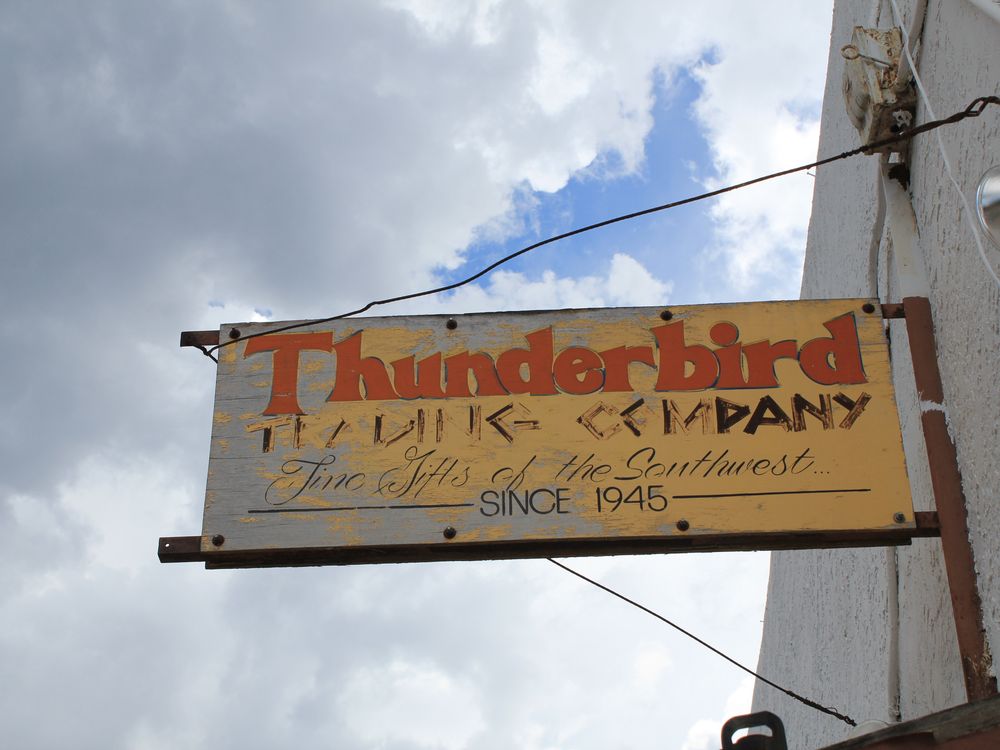 Thunderbird
TRADING COMPANY
Fine Gifts of the Southwest...
SINCE 1945